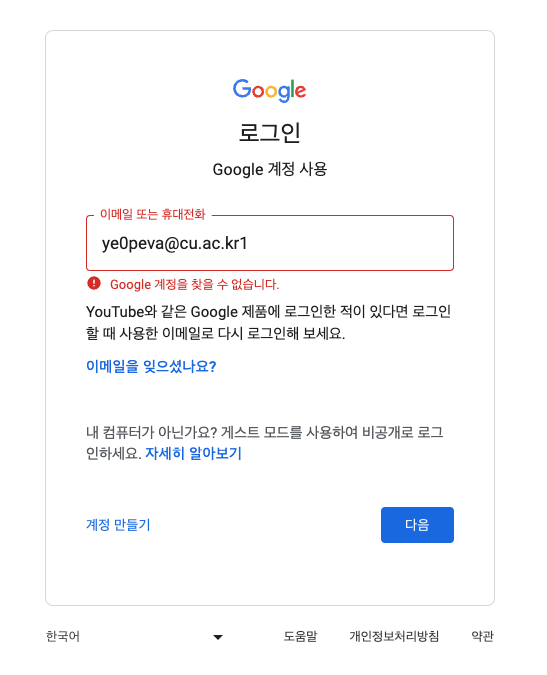 Google
로그인
Google 계정 사용
이메일 또는 휴대전화
ye0peva@cu.ac.kr1
Google 계정을 찾을 수 없습니다.
YouTube와 같은 Google 제품에 로그인한 적이 있다면 로그인
할 때 사용한 이메일로 다시 로그인해 보세요.
이메일을 잊으셨나요?
내 컴퓨터가 아닌가요? 게스트 모드를 사용하여 비공개로 로그
인하세요. 자세히 알아보기
계정 만들기
다음
한국어
도움말
개인정보처리방침
약관